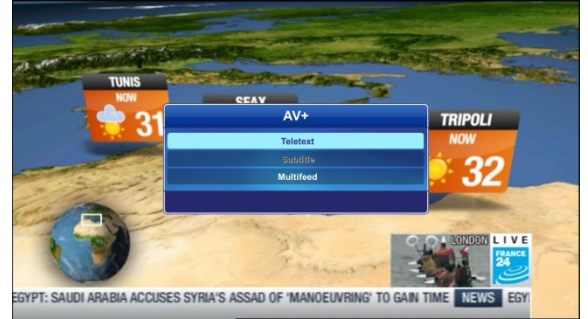 TUNIS
NOW
31
SFAX
AV+
Teletext
Subtitle
Multifeed
TRIPOLI
NOW
32
LONDON
LIVE
FRANCE
24
EGYPT: SAUDI ARABIA ACCUSES SYRIA'S ASSAD OF 'MANOEUVRING' TO GAIN TIME NEWS EGY